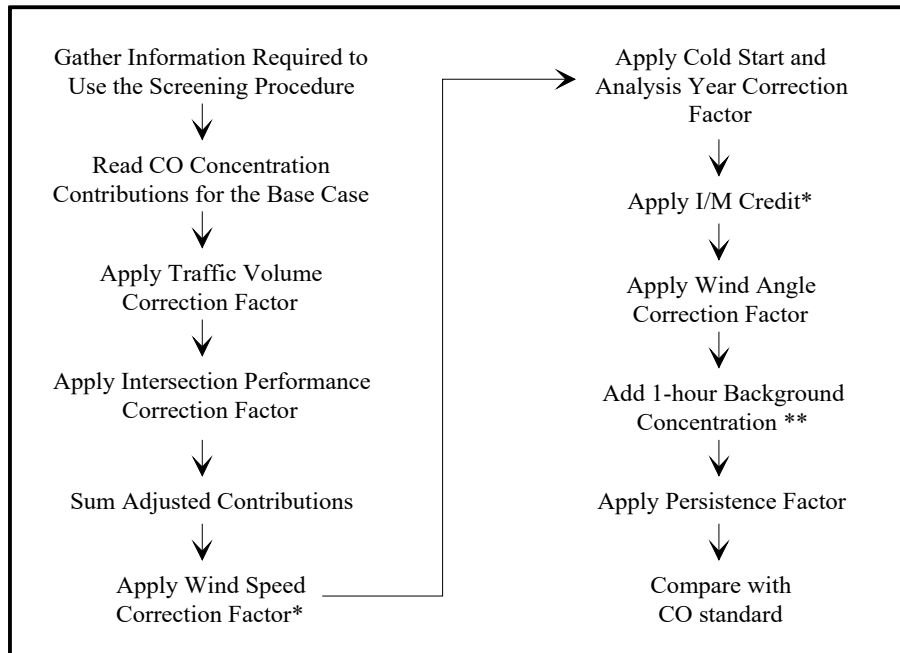 Gather Information Required to
Use the Screening Procedure
Read CO Concentration
Contributions for the Base Case
Apply Traffic Volume
Correction Factor
Apply Intersection Performance
Correction Factor
Sum Adjusted Contributions
Apply Wind Speed
Correction Factor*
Apply Cold Start and
Analysis Year Correction
Factor
Apply I/M Credit*
Apply Wind Angle
Correction Factor
Add 1-hour Background
Concentration **
Apply Persistence Factor
Compare with
CO standard